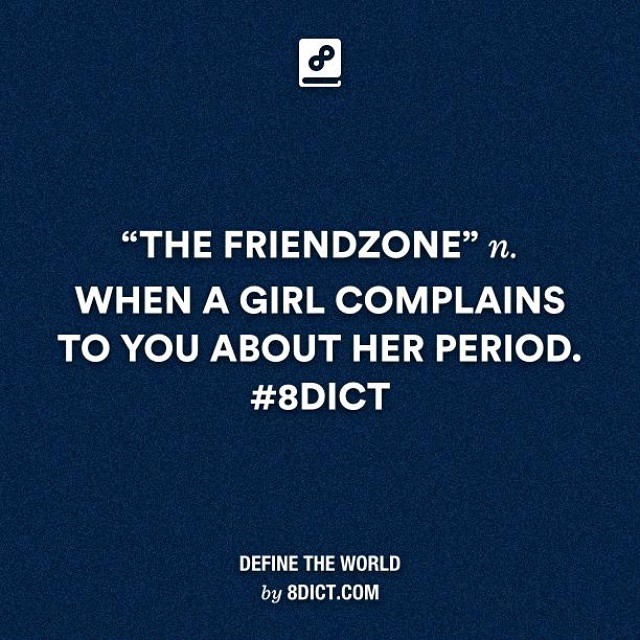 “THE FRIENDZONE” n.
WHEN A GIRL COMPLAINS
TO YOU ABOUT HER PERIOD.
#8DICT
DEFINE THE WORLD
by 8DICT.COM